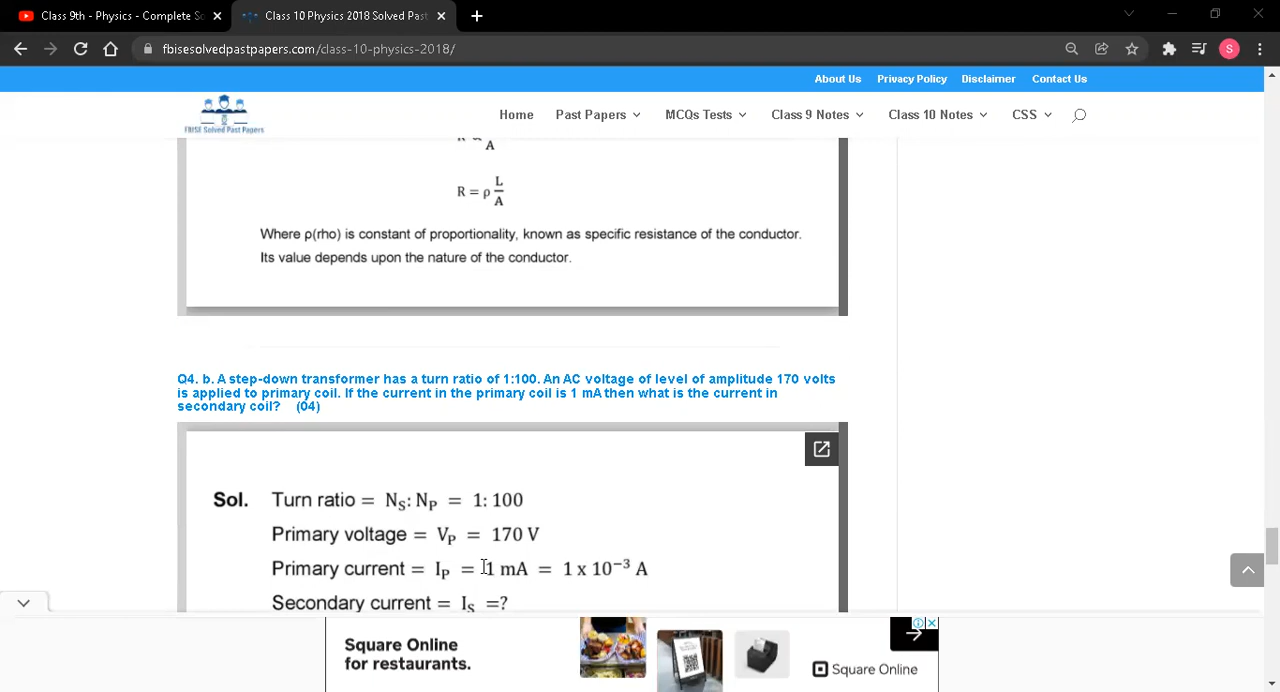 Class 9th - Physics - Complete So
Class 10 Physics 2018 Solved Past
fbisesolvedpastpapers.com/class-10-physics-2018/
S
About Us Privacy Policy Disclaimer Contact Us
FBISE Solved Past Papers
Home Past Papers MCQs Tests Class 9 Notes Class 10 Notes CSS
A
R = ρ L/A
Where ρ(rho) is constant of proportionality, known as specific resistance of the conductor.
Its value depends upon the nature of the conductor.
Q4. b. A step-down transformer has a turn ratio of 1:100. An AC voltage of level of amplitude 170 volts
is applied to primary coil. If the current in the primary coil is 1 mA then what is the current in
secondary coil? (04)
Sol. Turn ratio = N_S: N_P = 1: 100
Primary voltage = V_P = 170 V
Primary current = I_P = 1 mA = 1 x 10⁻³ A
Secondary current = I_S =?
Square Online
for restaurants.
Square Online